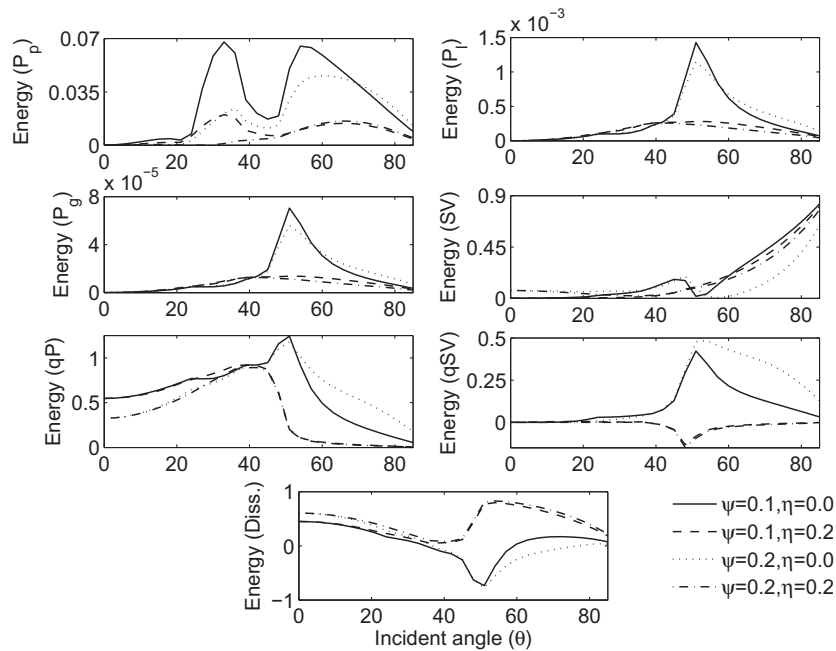 Energy (Pp)
0.07
0.035
0
0 20 40 60 80
Energy (Pl)
x 10−3
1.5
1
0.5
0
0 20 40 60 80
Energy (Pg)
x 10−5
8
4
0
0 20 40 60 80
Energy (SV)
0.9
0.45
0
0 20 40 60 80
Energy (qP)
1
0.5
0
0 20 40 60 80
Energy (qSV)
0.5
0.25
0
0 20 40 60 80
Energy (Diss.)
1
0
−1
0 20 40 60 80
Incident angle (θ)
ψ=0.1,η=0.0
ψ=0.1,η=0.2
ψ=0.2,η=0.0
ψ=0.2,η=0.2